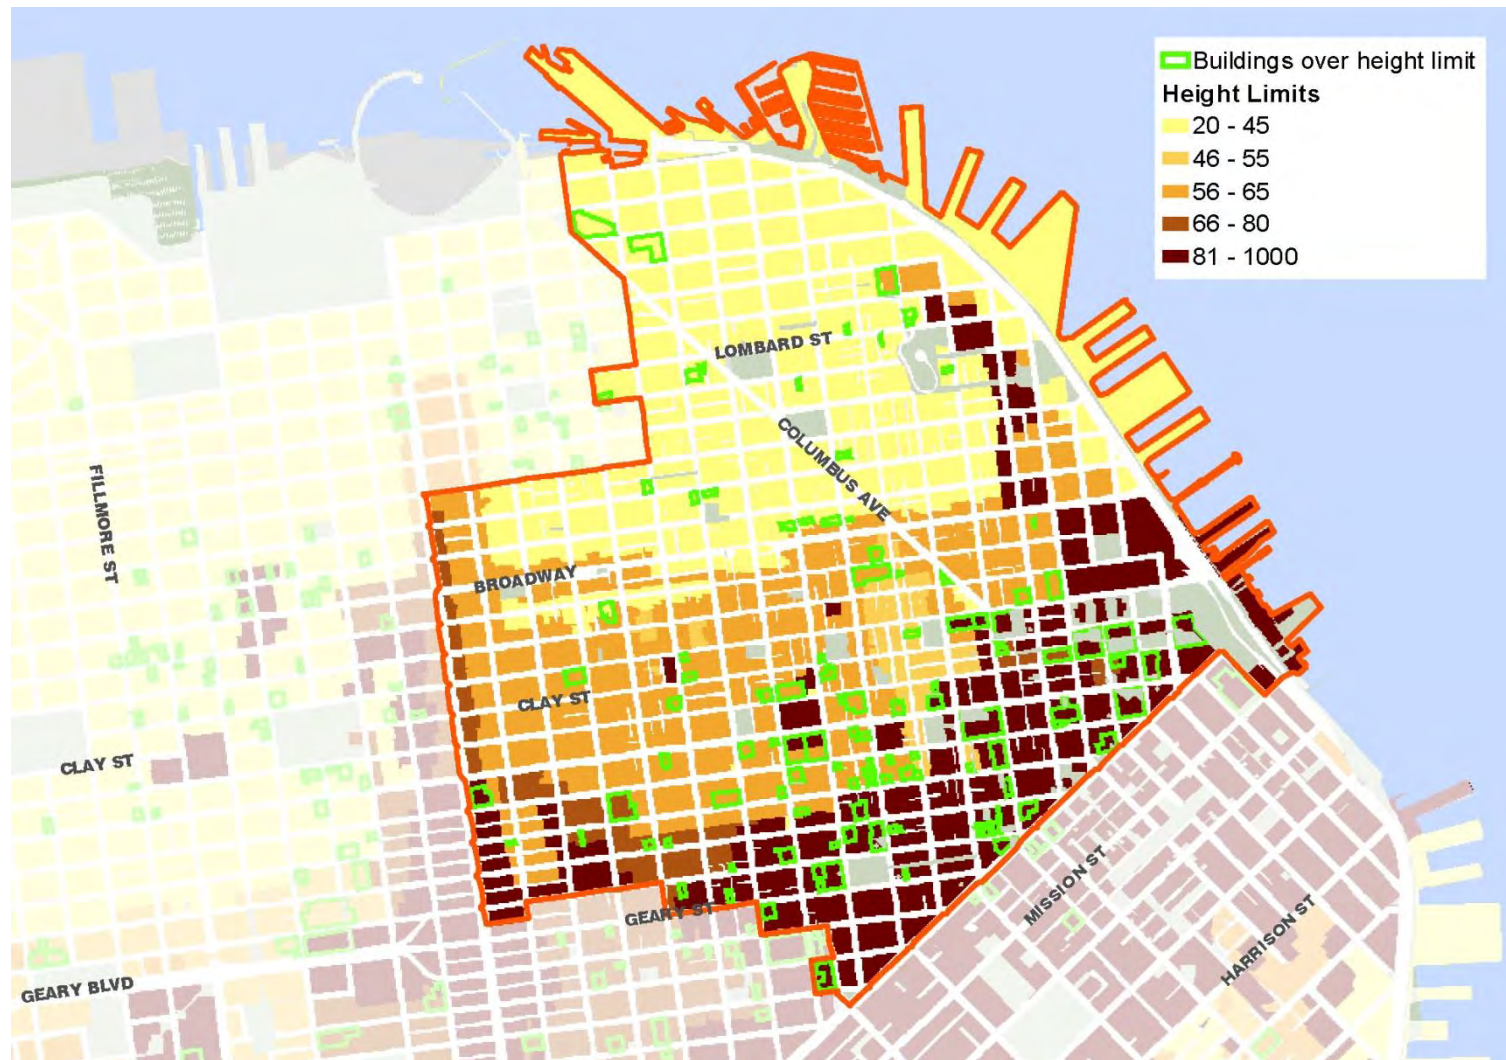 Buildings over height limit
Height Limits
20 - 45
46 - 55
56 - 65
66 - 80
81 - 1000
LOMBARD ST
COLUMBUS AVE
FILLMORE ST
BROADWAY
CLAY ST
CLAY ST
MISSION ST
GEARY ST
HARRISON ST
GEARY BLVD